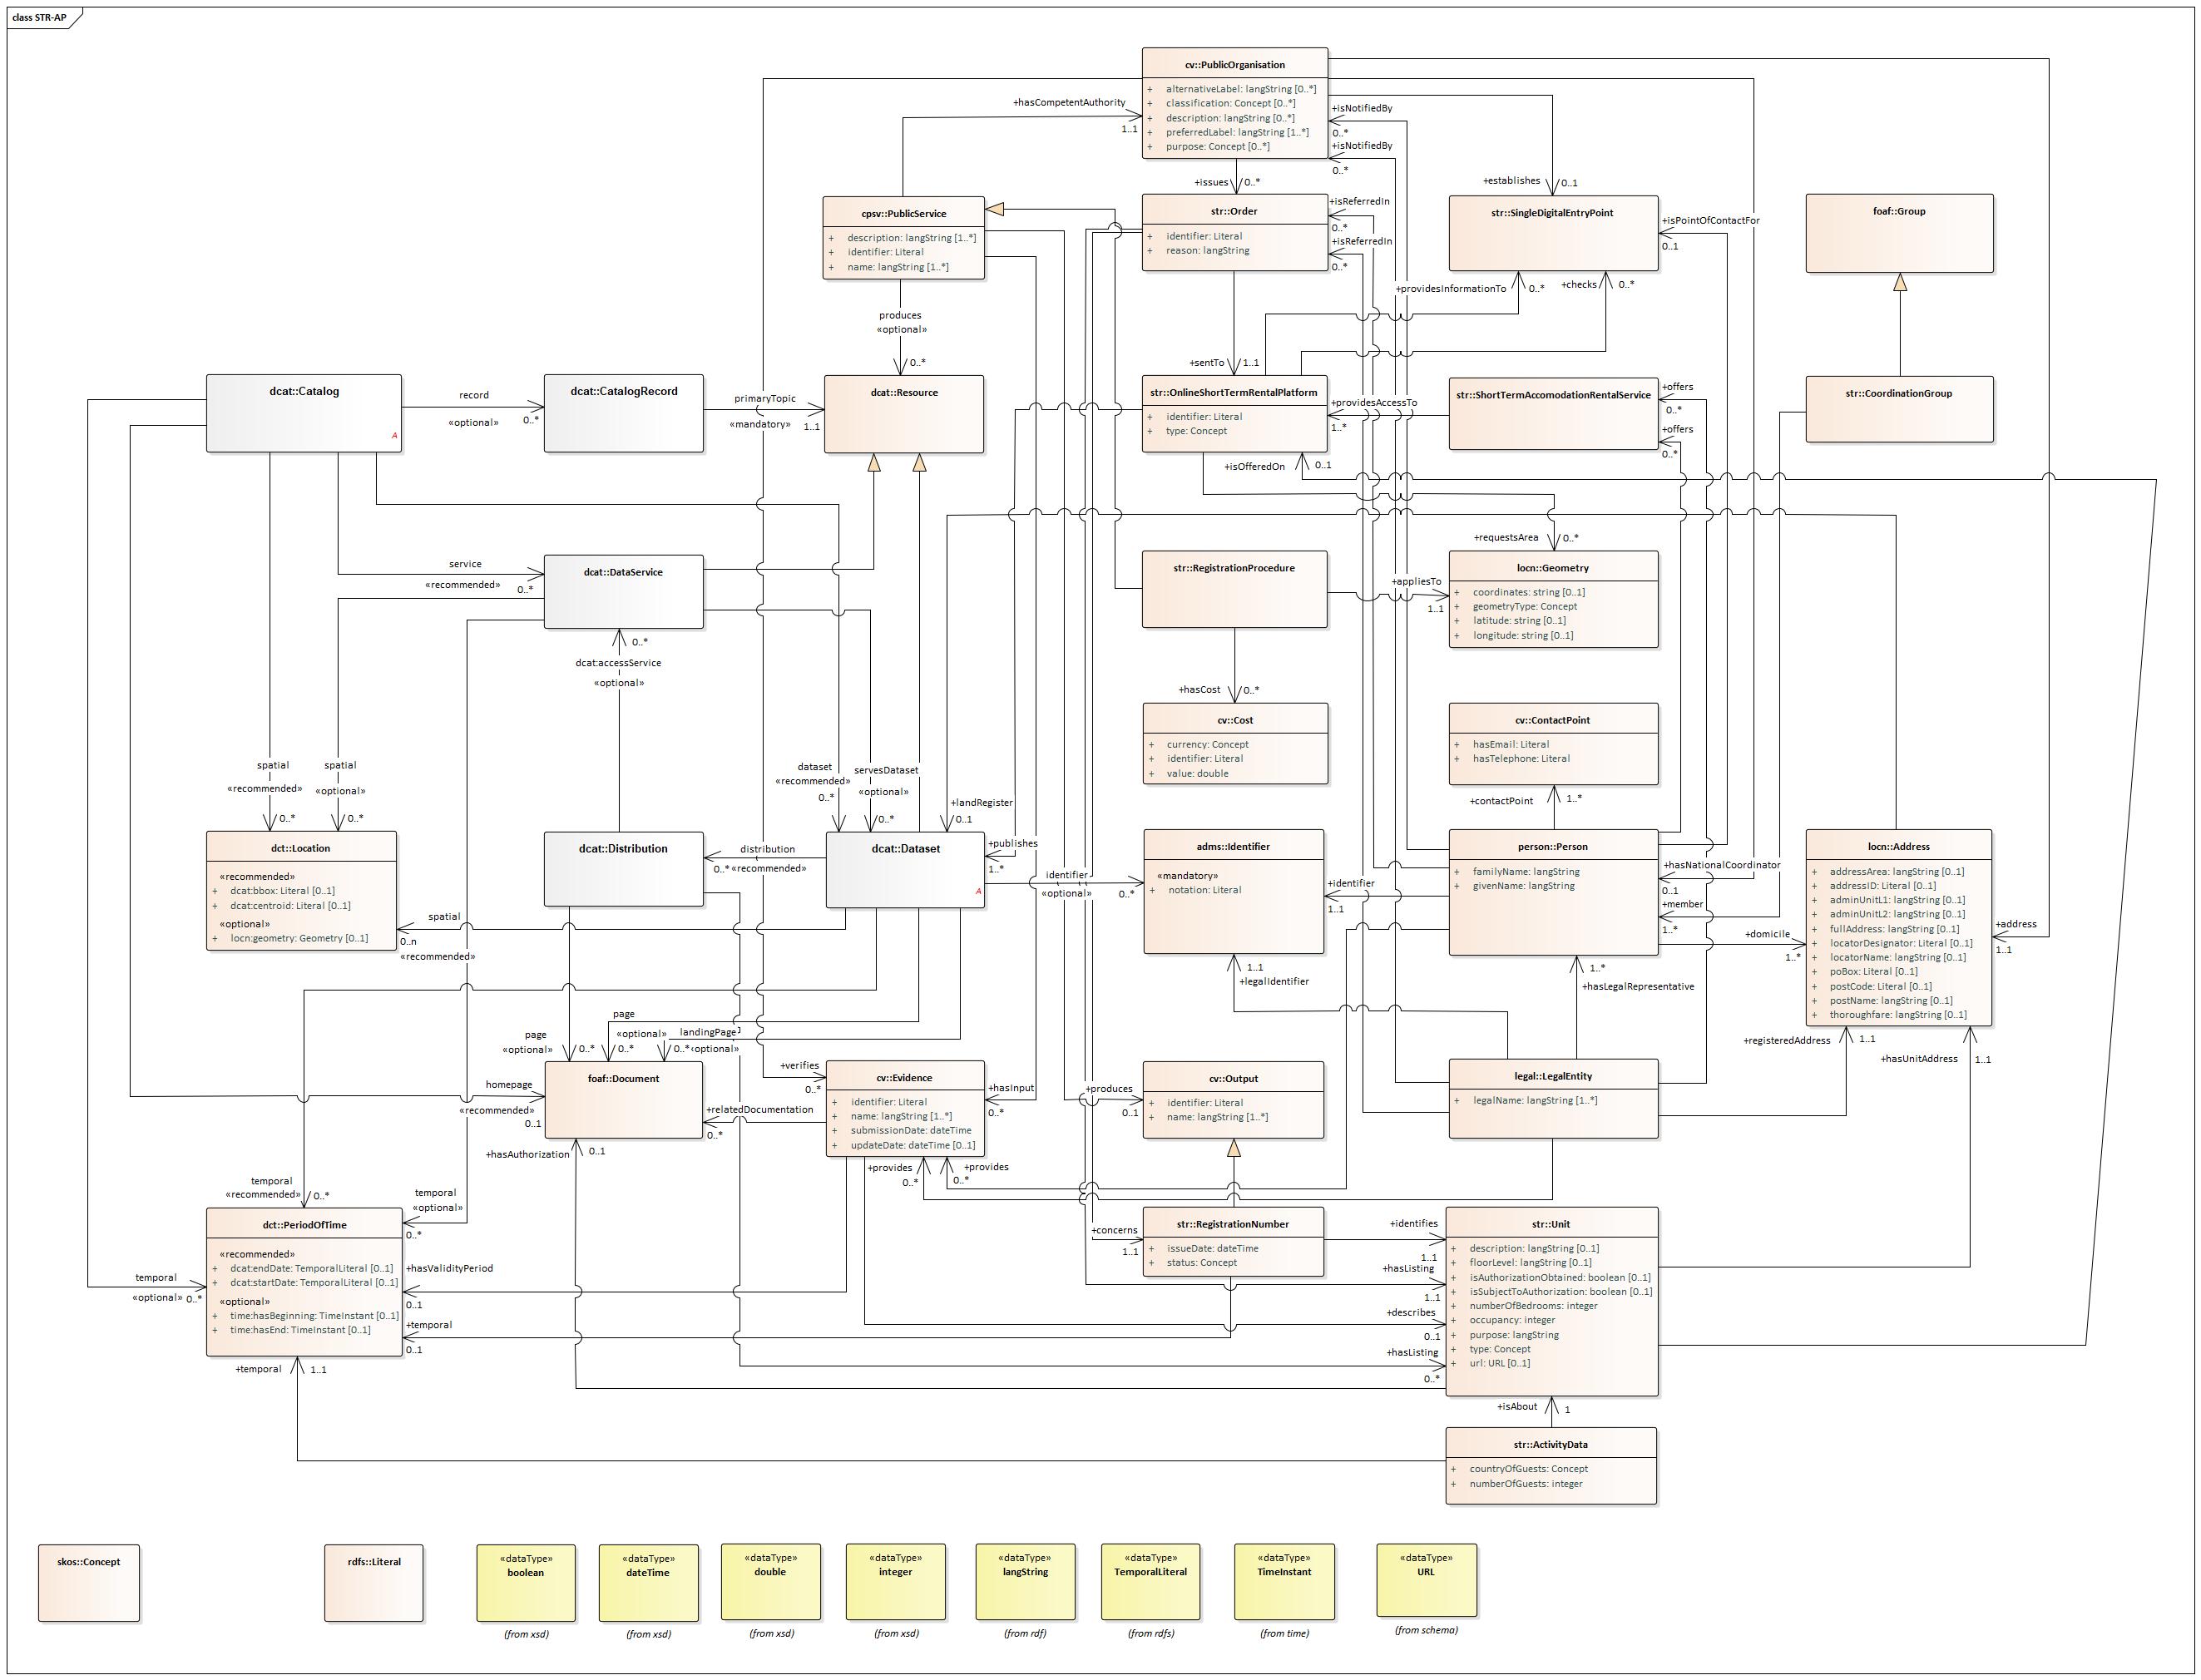 class STR-AP
cv::PublicOrganisation
+ alternativeLabel: langString [0..*]
+ classification: Concept [0..*]
+ description: langString [0..*]
+ preferredLabel: langString [1..*]
+ purpose: Concept [0..*]
+hasCompetentAuthority
1..1
+isNotifiedBy
0..*
+isNotifiedBy
0..*
+issues
0..*
+establishes
0..1
cpsv::PublicService
+ description: langString [1..*]
+ identifier: Literal
+ name: langString [1..*]
str::Order
+ identifier: Literal
+ reason: langString
+isReferredIn
0..*
+isReferredIn
0..*
str::SingleDigitalEntryPoint
+isPointOfContactFor
0..1
foaf::Group
produces
«optional»
0..*
+providesInformationTo
0..*
+checks
0..*
+sentTo
1..1
dcat::Catalog
A
record
«optional»
0..*
dcat::CatalogRecord
primaryTopic
«mandatory»
1..1
dcat::Resource
str::OnlineShortTermRentalPlatform
+ identifier: Literal
+ type: Concept
+providesAccessTo
1..*
str::ShortTermAccomodationRentalService
+offers
0..*
+offers
0..*
str::CoordinationGroup
+isOfferedOn
0..1
+requestsArea
0..*
service
«recommended»
0..*
dcat::DataService
str::RegistrationProcedure
+appliesTo
1..1
locn::Geometry
+ coordinates: string [0..1]
+ geometryType: Concept
+ latitude: string [0..1]
+ longitude: string [0..1]
0..*
dcat:accessService
«optional»
+hasCost
0..*
cv::Cost
+ currency: Concept
+ identifier: Literal
+ value: double
cv::ContactPoint
+ hasEmail: Literal
+ hasTelephone: Literal
+contactPoint
1..*
spatial
«recommended»
0..*
spatial
«optional»
0..*
dataset
«recommended»
0..*
servesDataset
«optional»
0..*
+landRegister
0..1
dct::Location
«recommended»
+ dcat:bbox: Literal [0..1]
+ dcat:centroid: Literal [0..1]
«optional»
+ locn:geometry: Geometry [0..1]
dcat::Distribution
distribution
0..*
«recommended»
dcat::Dataset
A
+publishes
1..*
identifier
«optional»
0..*
adms::Identifier
«mandatory»
+ notation: Literal
+identifier
1..1
person::Person
+ familyName: langString
+ givenName: langString
+hasNationalCoordinator
0..1
+member
1..*
+domicile
1..*
locn::Address
+ addressArea: langString [0..1]
+ addressID: Literal [0..1]
+ adminUnitL1: langString [0..1]
+ adminUnitL2: langString [0..1]
+ fullAddress: langString [0..1]
+ locatorDesignator: Literal [0..1]
+ locatorName: langString [0..1]
+ poBox: Literal [0..1]
+ postCode: Literal [0..1]
+ postName: langString [0..1]
+ thoroughfare: langString [0..1]
+address
1..1
spatial
0..n
«recommended»
1..1
+legalIdentifier
1..*
+hasLegalRepresentative
page
«optional»
0..*
page
«optional»
0..*
landingPage
0..*
«optional»
+registeredAddress
1..1
+hasUnitAddress
1..1
foaf::Document
homepage
«recommended»
0..1
+verifies
0..*
+relatedDocumentation
0..*
cv::Evidence
+ identifier: Literal
+ name: langString [1..*]
+ submissionDate: dateTime
+ updateDate: dateTime [0..1]
+hasInput
0..*
+produces
0..1
cv::Output
+ identifier: Literal
+ name: langString [1..*]
legal::LegalEntity
+ legalName: langString [1..*]
+hasAuthorization
0..1
+provides
0..*
+provides
0..*
temporal
«recommended»
0..*
temporal
«optional»
0..*
dct::PeriodOfTime
«recommended»
+ dcat:endDate: TemporalLiteral [0..1]
+ dcat:startDate: TemporalLiteral [0..1]
«optional»
+ time:hasBeginning: TimeInstant [0..1]
+ time:hasEnd: TimeInstant [0..1]
temporal
«optional»
0..*
+hasValidityPeriod
0..1
+temporal
0..1
+temporal
1..1
+concerns
1..1
str::RegistrationNumber
+ issueDate: dateTime
+ status: Concept
+identifies
1..1
+hasListing
1..1
+describes
0..1
+hasListing
0..*
str::Unit
+ description: langString [0..1]
+ floorLevel: langString [0..1]
+ isAuthorizationObtained: boolean [0..1]
+ isSubjectToAuthorization: boolean [0..1]
+ numberOfBedrooms: integer
+ occupancy: integer
+ purpose: langString
+ type: Concept
+ url: URL [0..1]
+isAbout
1
str::ActivityData
+ countryOfGuests: Concept
+ numberOfGuests: integer
skos::Concept
rdfs::Literal
«dataType»
boolean
(from xsd)
«dataType»
dateTime
(from xsd)
«dataType»
double
(from xsd)
«dataType»
integer
(from xsd)
«dataType»
langString
(from rdf)
«dataType»
TemporalLiteral
(from rdfs)
«dataType»
TimeInstant
(from time)
«dataType»
URL
(from schema)